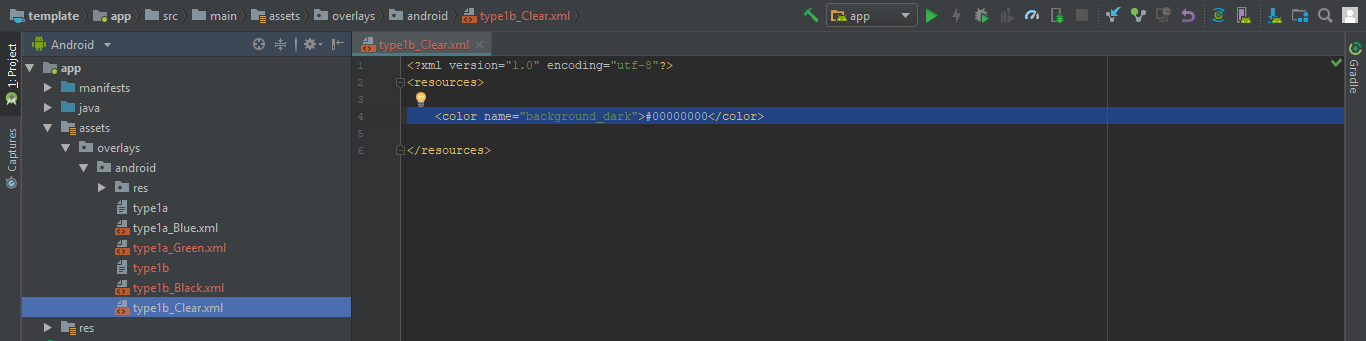 template app src main assets overlays android type1b_Clear.xml app
Android
type1b_Clear.xml
1: Project
Captures
Gradle
app
manifests
java
assets
overlays
android
res
type1a
type1a_Blue.xml
type1a_Green.xml
type1b
type1b_Black.xml
type1b_Clear.xml
res
1 <?xml version="1.0" encoding="utf-8"?>
2 <resources>
3
4 <color name="background_dark">#00000000</color>
5
6 </resources>